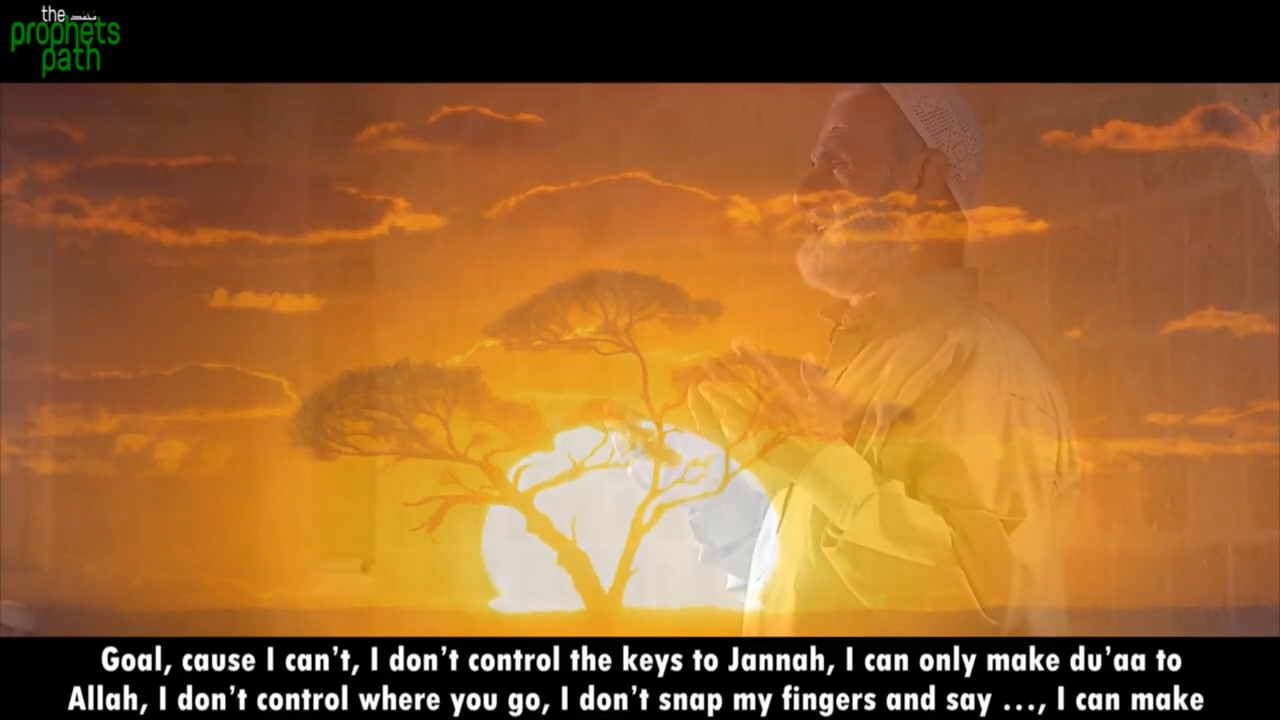 the محمد
prophets
path
Goal, cause I can't, I don't control the keys to Jannah, I can only make du'aa to
Allah, I don't control where you go, I don't snap my fingers and say ..., I can make